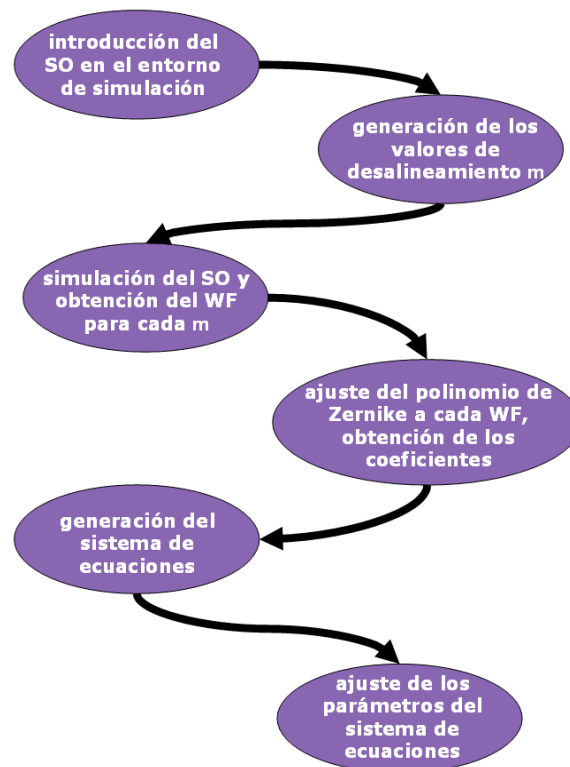 introducción del
SO en el entorno
de simulación
generación de los
valores de
desalineamiento m
simulación del SO y
obtención del WF
para cada m
ajuste del polinomio de
Zernike a cada WF,
obtención de los
coeficientes
generación del
sistema de
ecuaciones
ajuste de los
parámetros del
sistema de
ecuaciones